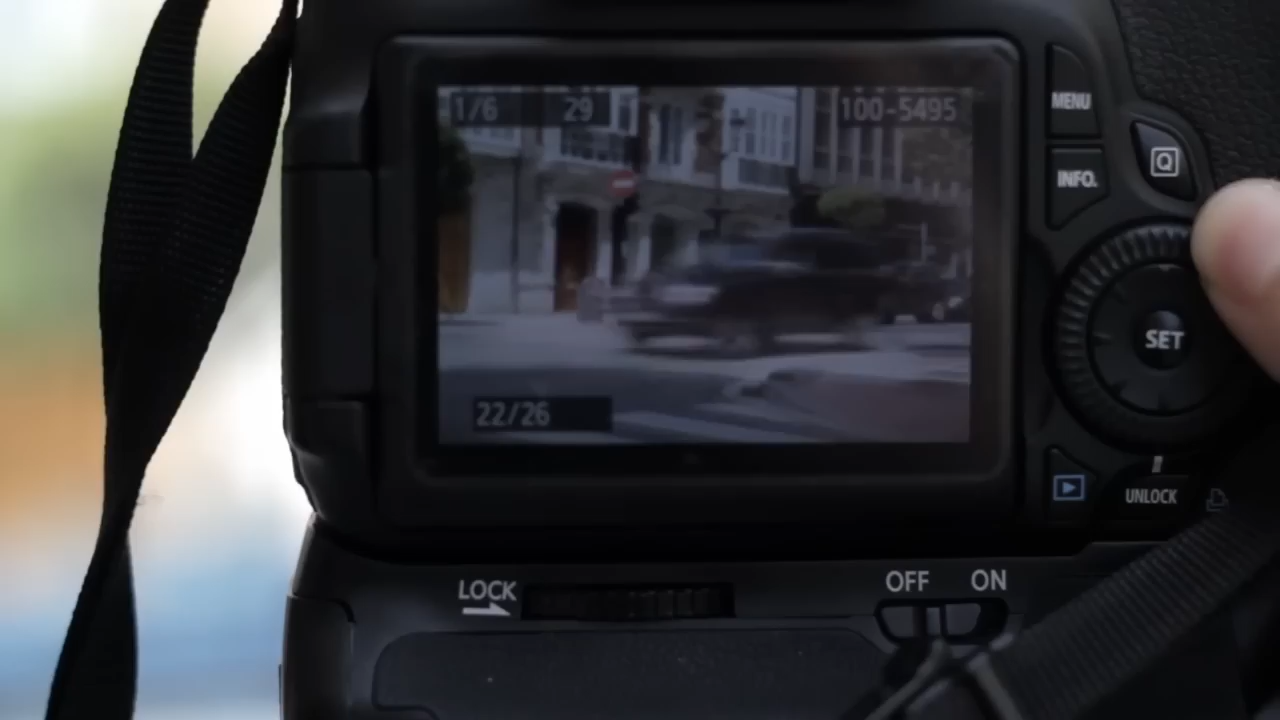 1/6 29 100-5495
MENU
Q
INFO.
SET
22/26
UNLOCK
LOCK
OFF ON